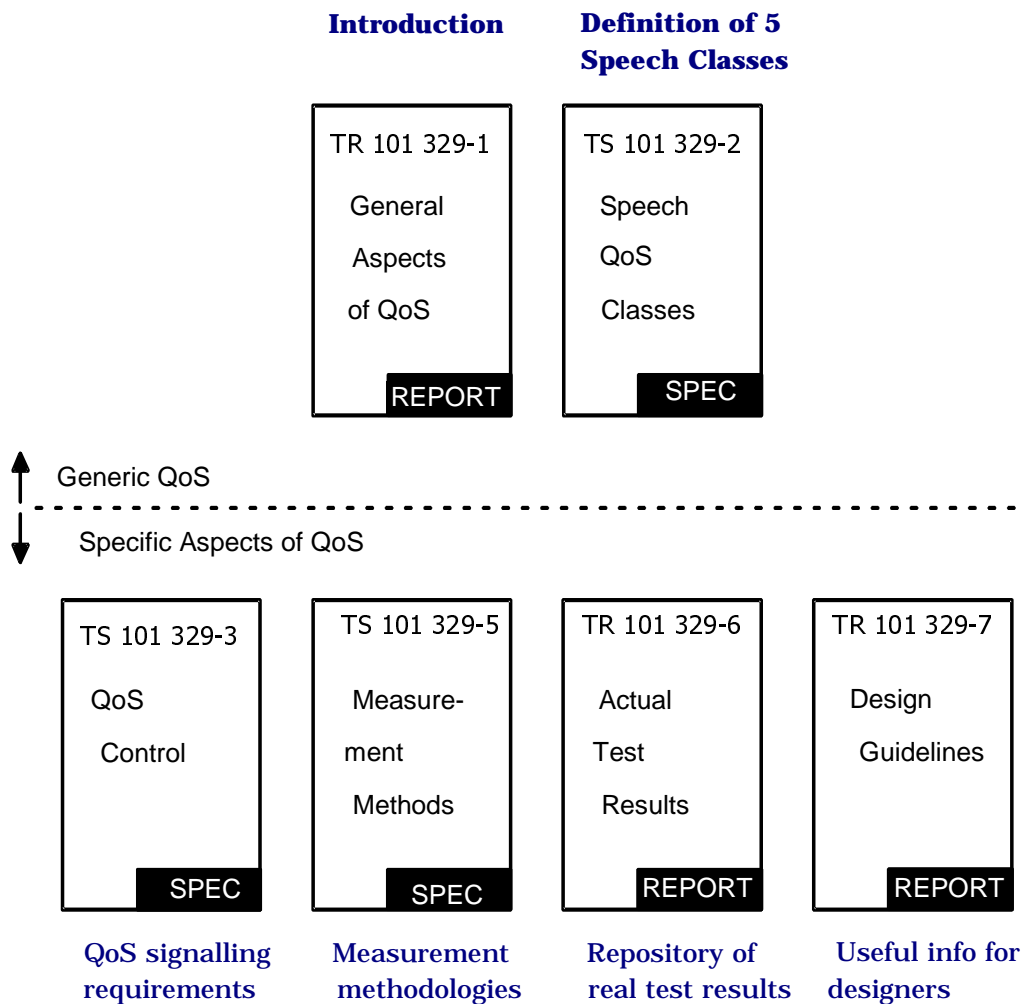 Introduction
Definition of 5
Speech Classes
TR 101 329-1
General
Aspects
of QoS
REPORT
TS 101 329-2
Speech
QoS
Classes
SPEC
Generic QoS
Specific Aspects of QoS
TS 101 329-3
QoS
Control
SPEC
QoS signalling
requirements
TS 101 329-5
Measure-
ment
Methods
SPEC
Measurement
methodologies
TR 101 329-6
Actual
Test
Results
REPORT
Repository of
real test results
TR 101 329-7
Design
Guidelines
REPORT
Useful info for
designers